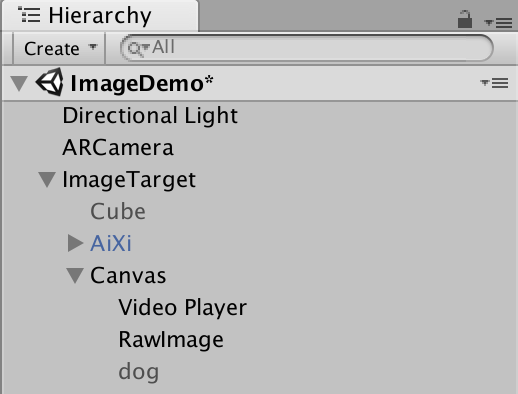 Hierarchy
Create All
ImageDemo*
Directional Light
ARCamera
ImageTarget
Cube
AiXi
Canvas
Video Player
RawImage
dog